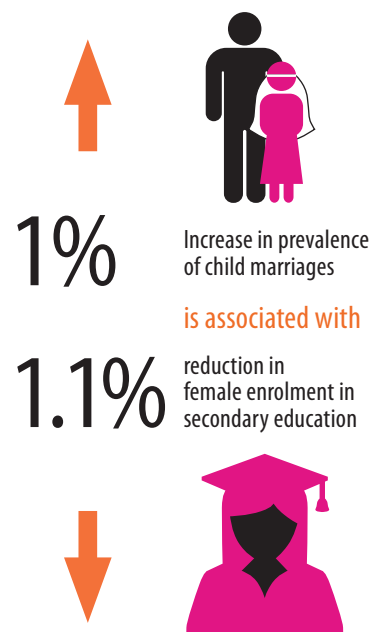 1%
Increase in prevalence
of child marriages
is associated with
1.1%
reduction in
female enrolment in
secondary education